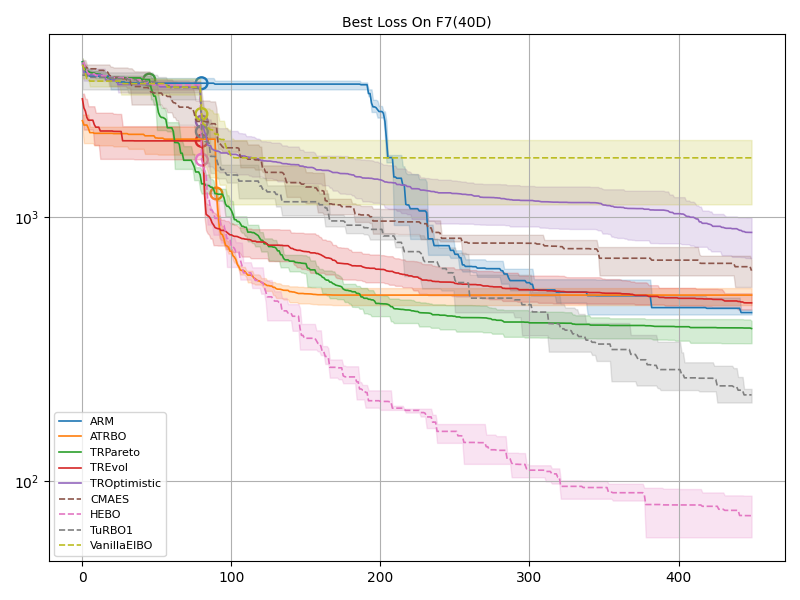 Best Loss On F7(40D)
10³
10²
ARM
ATRBO
TRPareto
TREvol
TROptimistic
CMAES
HEBO
TuRBO1
VanillaEIBO
0 100 200 300 400